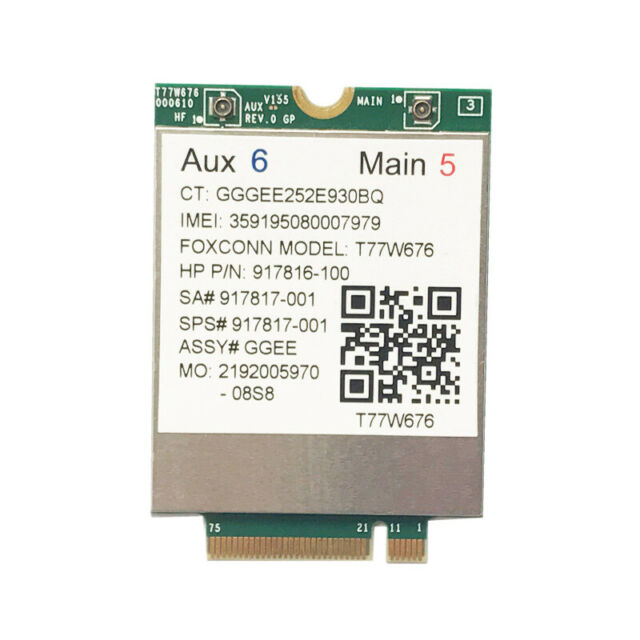 T77W676
000610
HF 1
AUX
V135
REV.0 GP
MAIN 1
3
Aux 6 Main 5
CT: GGGEE252E930BQ
IMEI: 359195080007979
FOXCONN MODEL: T77W676
HP P/N: 917816-100
SA# 917817-001
SPS# 917817-001
ASSY# GGEE
MO: 2192005970
- 08S8
T77W676
75 21 11 1